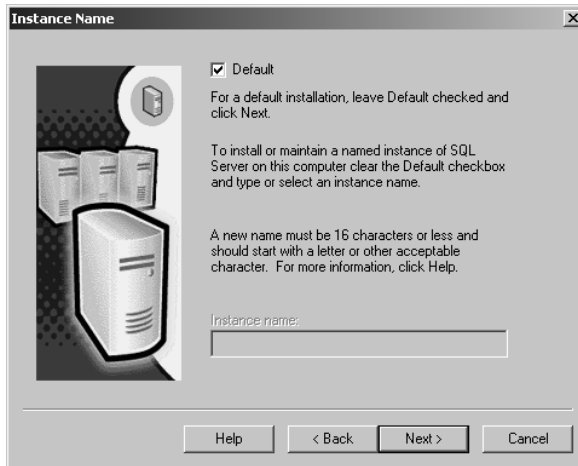 Instance Name
Default
For a default installation, leave Default checked and
click Next.
To install or maintain a named instance of SQL
Server on this computer clear the Default checkbox
and type or select an instance name.
A new name must be 16 characters or less and
should start with a letter or other acceptable
character. For more information, click Help.
Instance name:
Help
< Back
Next >
Cancel